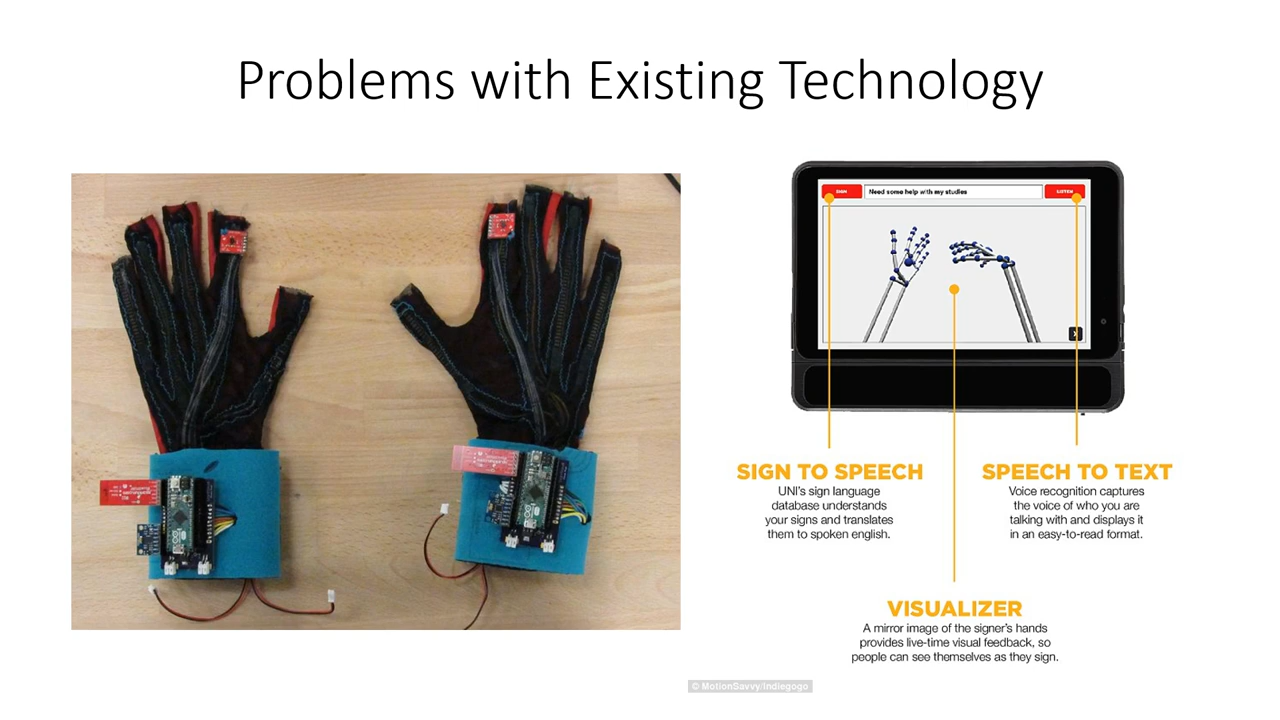 Problems with Existing Technology
SIGN
Need some help with my studies
LISTEN
SIGN TO SPEECH
UNI's sign language
database understands
your signs and translates
them to spoken english.
SPEECH TO TEXT
Voice recognition captures
the voice of who you are
talking with and displays it
in an easy-to-read format.
VISUALIZER
A mirror image of the signer's hands
provides live-time visual feedback, so
people can see themselves as they sign.
© MotionSavvy/Indiegogo